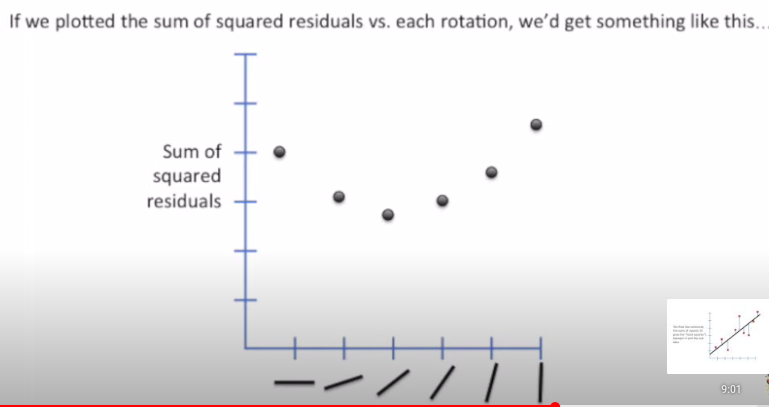 If we plotted the sum of squared residuals vs. each rotation, we’d get something like this...
Sum of
squared
residuals
9:01